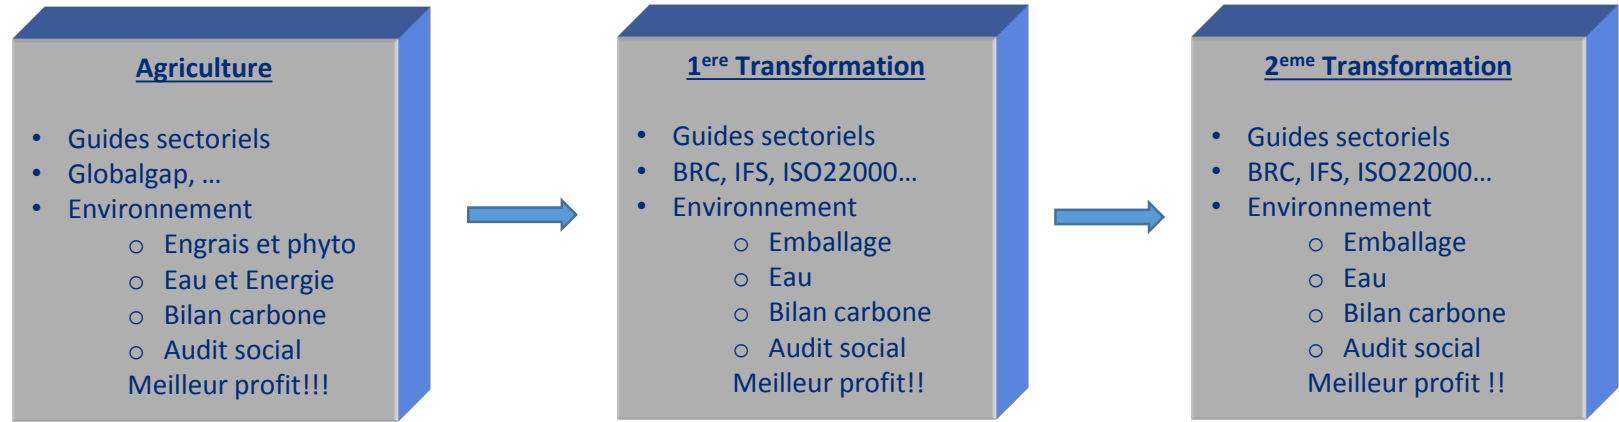 Agriculture
• Guides sectoriels
• Globalgap, …
• Environnement
o Engrais et phyto
o Eau et Energie
o Bilan carbone
o Audit social
Meilleur profit!!!
1ere Transformation
• Guides sectoriels
• BRC, IFS, ISO22000…
• Environnement
o Emballage
o Eau
o Bilan carbone
o Audit social
Meilleur profit!!
2eme Transformation
• Guides sectoriels
• BRC, IFS, ISO22000…
• Environnement
o Emballage
o Eau
o Bilan carbone
o Audit social
Meilleur profit !!